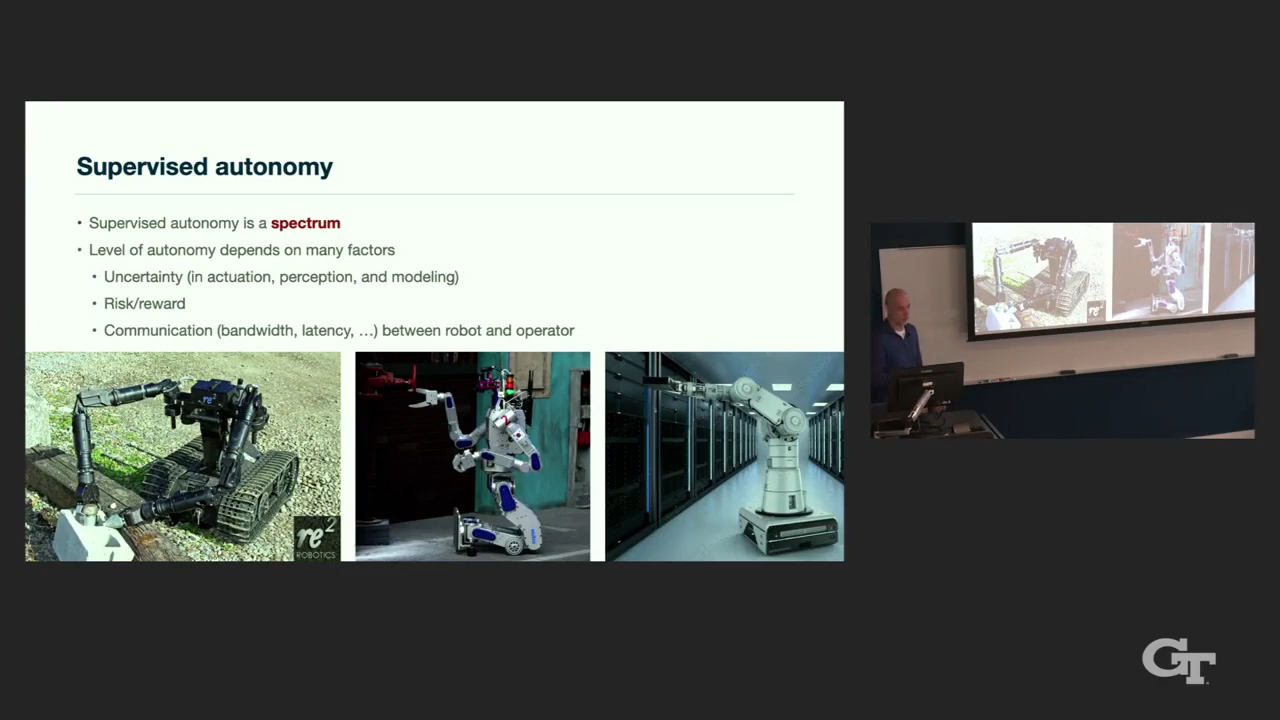 Supervised autonomy
• Supervised autonomy is a spectrum
• Level of autonomy depends on many factors
• Uncertainty (in actuation, perception, and modeling)
• Risk/reward
• Communication (bandwidth, latency, …) between robot and operator
re²
re²
ROBOTICS
GT